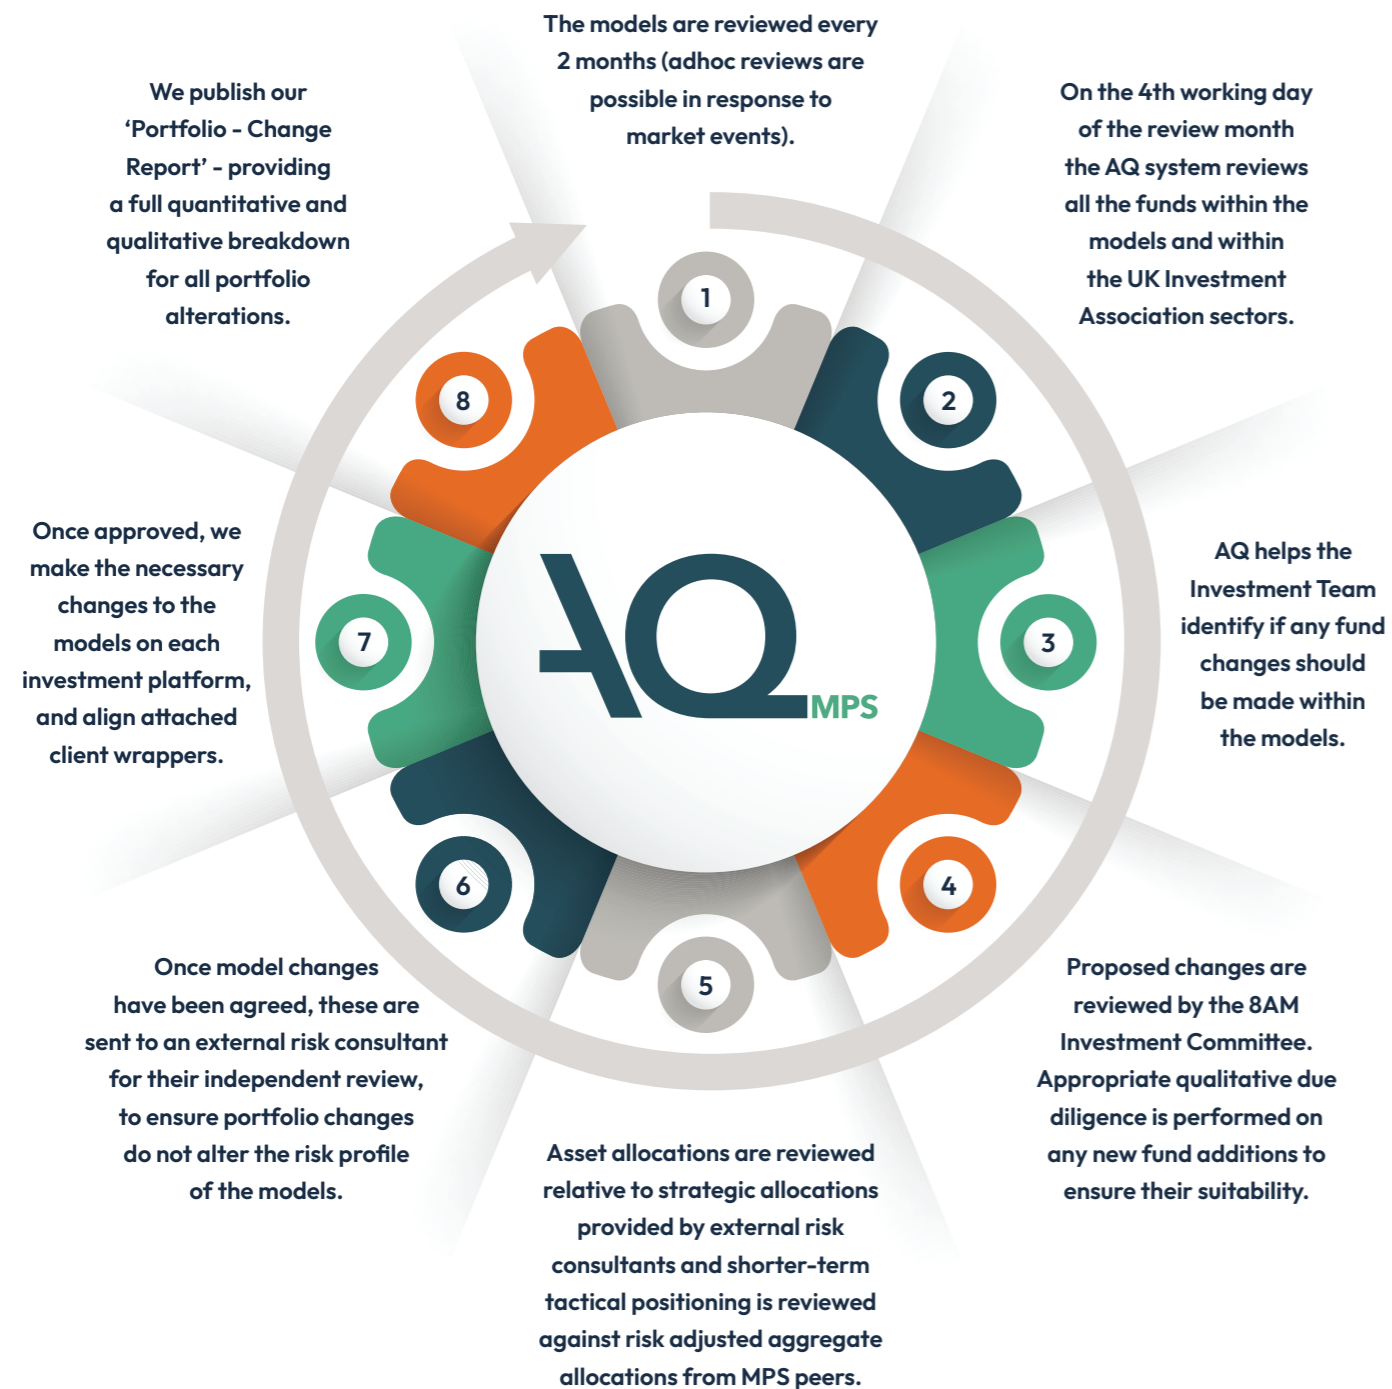 The models are reviewed every
2 months (adhoc reviews are
possible in response to
market events).
1
On the 4th working day
of the review month
the AQ system reviews
all the funds within the
models and within
the UK Investment
Association sectors.
2
AQ helps the
Investment Team
identify if any fund
changes should
be made within
the models.
3
Proposed changes are
reviewed by the 8AM
Investment Committee.
Appropriate qualitative due
diligence is performed on
any new fund additions to
ensure their suitability.
4
Asset allocations are reviewed
relative to strategic allocations
provided by external risk
consultants and shorter-term
tactical positioning is reviewed
against risk adjusted aggregate
allocations from MPS peers.
5
Once model changes
have been agreed, these are
sent to an external risk consultant
for their independent review,
to ensure portfolio changes
do not alter the risk profile
of the models.
6
Once approved, we
make the necessary
changes to the
models on each
investment platform,
and align attached
client wrappers.
7
We publish our
‘Portfolio - Change
Report’ - providing
a full quantitative and
qualitative breakdown
for all portfolio
alterations.
8
AQ MPS